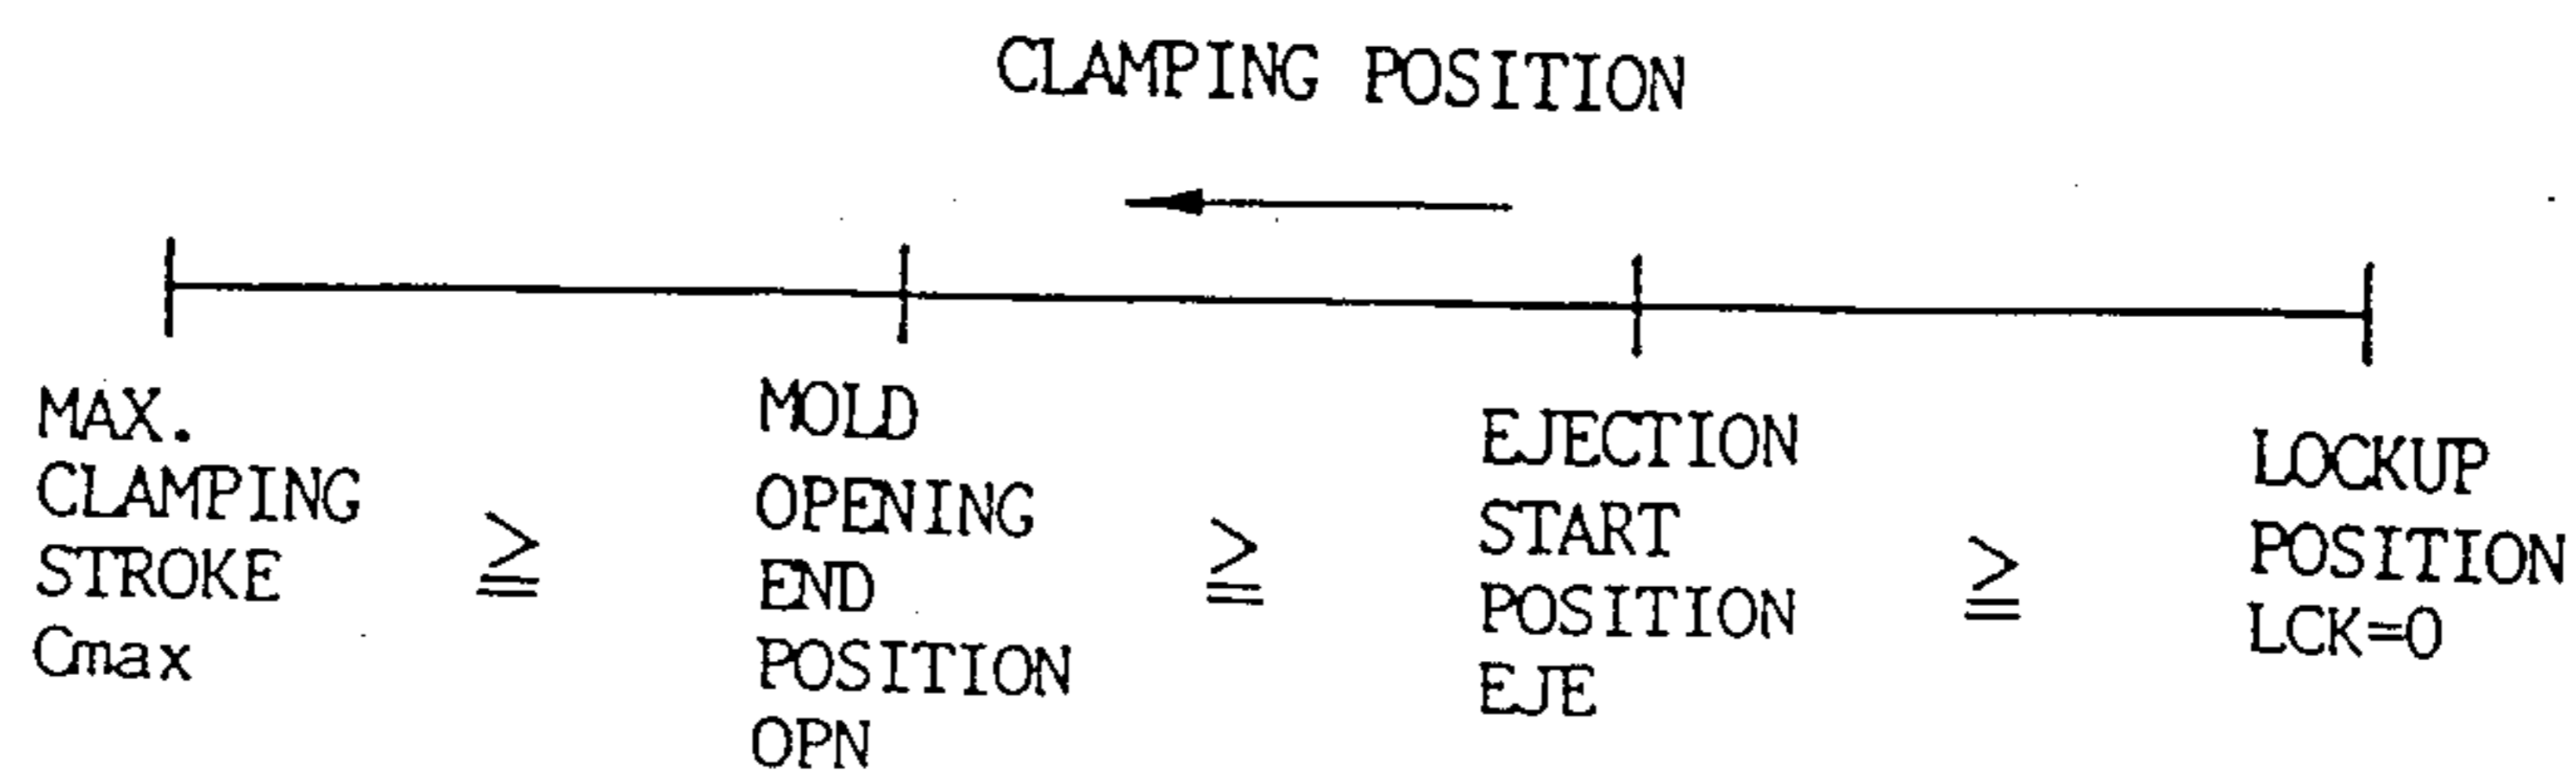 CLAMPING POSITION
MAX.
CLAMPING
STROKE
Cmax
≧
MOLD
OPENING
END
POSITION
OPN
≧
EJECTION
START
POSITION
EJE
≧
LOCKUP
POSITION
LCK=0